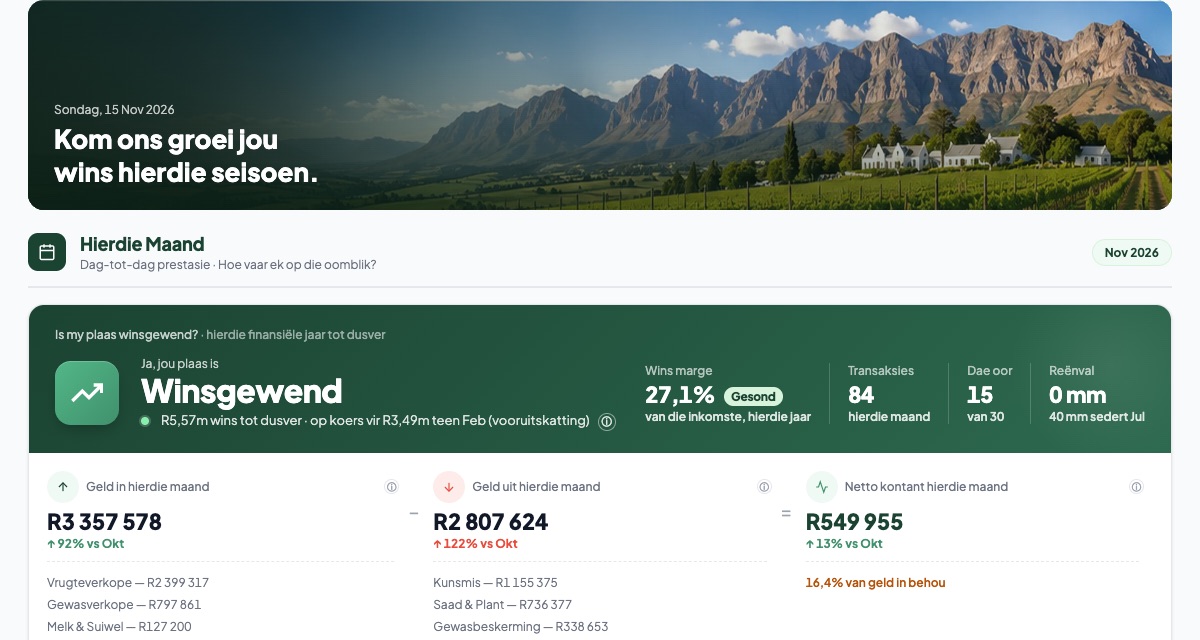 Sondag, 15 Nov 2026
Kom ons groei jou
wins hierdie seisoen.
Hierdie Maand
Dag-tot-dag prestasie · Hoe vaar ek op die oomblik?
Nov 2026
Is my plaas winsgewend? · hierdie finansiële jaar tot dusver
Ja, jou plaas is
Winsgewend
R5,57m wins tot dusver · op koers vir R3,49m teen Feb (vooruitskatting)
Wins marge
27,1% Gesond
van die inkomste, hierdie jaar
Transaksies
84
hierdie maand
Dae oor
15
van 30
Reënval
0 mm
40 mm sedert Jul
Geld in hierdie maand
R3 357 578
↑ 92% vs Okt
Vrugteverkope — R2 399 317
Gewasverkope — R797 861
Melk & Suiwel — R127 200
–
Geld uit hierdie maand
R2 807 624
↑ 122% vs Okt
Kunsmis — R1 155 375
Saad & Plant — R736 377
Gewasbeskerming — R338 653
=
Netto kontant hierdie maand
R549 955
↑ 13% vs Okt
16,4% van geld in behou